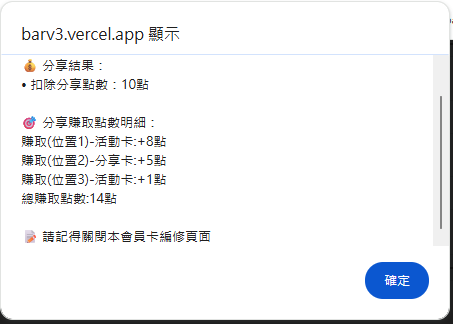 barv3.vercel.app 顯示
💰 分享結果：
• 扣除分享點數：10點
🎯 分享賺取點數明細：
賺取(位置1)-活動卡:+8點
賺取(位置2)-分享卡:+5點
賺取(位置3)-活動卡:+1點
總賺取點數:14點
📝 請記得關閉本會員卡編修頁面
確定